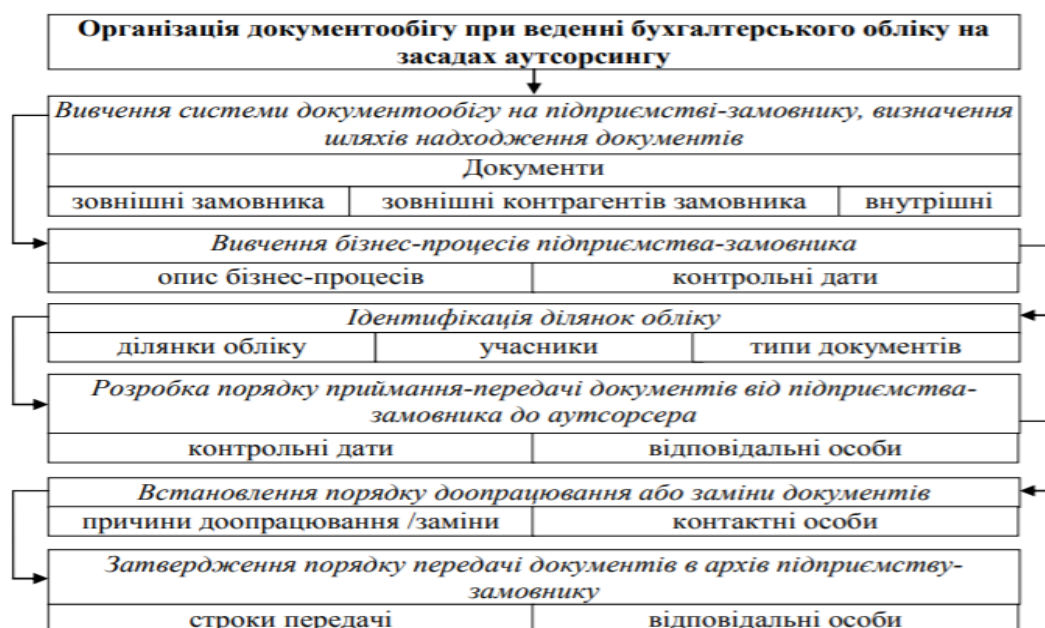 Організація документообігу при веденні бухгалтерського обліку на
засадах аутсорсингу
Вивчення системи документообігу на підприємстві-замовнику, визначення
шляхів надходження документів
Документи
зовнішні замовника зовнішні контрагентів замовника внутрішні
Вивчення бізнес-процесів підприємства-замовника
опис бізнес-процесів контрольні дати
Ідентифікація ділянок обліку
ділянки обліку учасники типи документів
Розробка порядку приймання-передачі документів від підприємства-
замовника до аутсорсера
контрольні дати відповідальні особи
Встановлення порядку доопрацювання або заміни документів
причини доопрацювання /заміни контактні особи
Затвердження порядку передачі документів в архів підприємству-
замовнику
строки передачі відповідальні особи